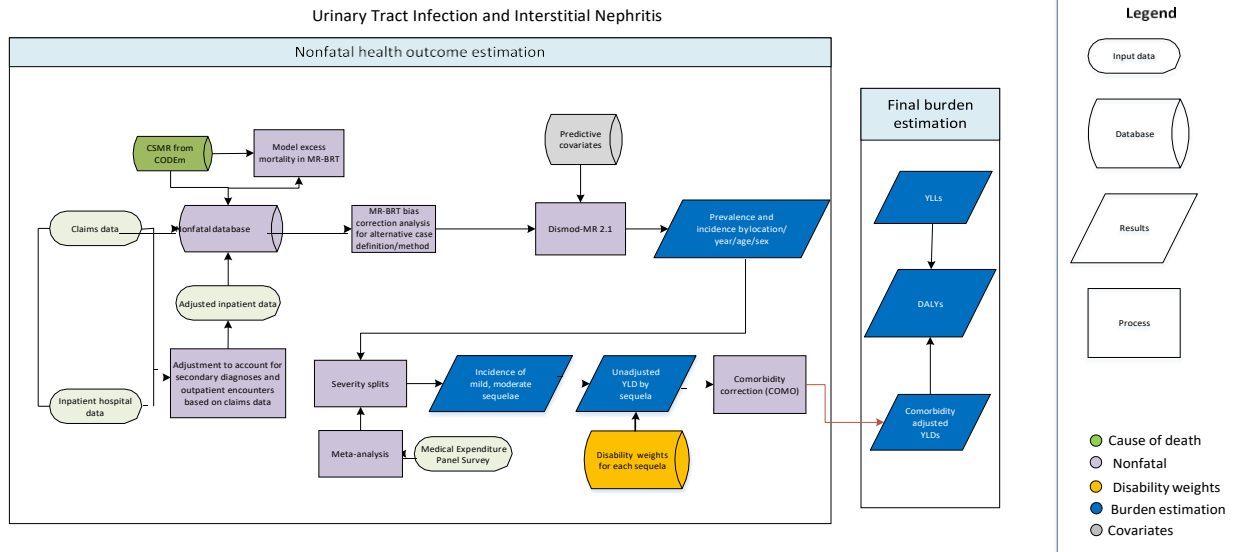 Urinary Tract Infection and Interstitial Nephritis
Nonfatal health outcome estimation
CSMR from
CODEm
Model excess
mortality in MR-BRT
Predictive
covariates
Claims data
Nonfatal database
MR-BRT bias
correction analysis
for alternative case
definition/method
Dismod-MR 2.1
Prevalence and
incidence bylocation/
year/age/sex
Adjusted inpatient data
Inpatient hospital
data
Adjustment to account for
secondary diagnoses and
outpatient encounters
based on claims data
Severity splits
Incidence of
mild, moderate
sequelae
Unadjusted
YLD by
sequela
Comorbidity
correction (COMO)
Meta-analysis
Medical Expenditure
Panel Survey
Disability weights
for each sequela
Final burden
estimation
YLLs
DALYs
Comorbidity
adjusted
YLDs
Legend
Input data
Database
Results
Process
Cause of death
Nonfatal
Disability weights
Burden estimation
Covariates